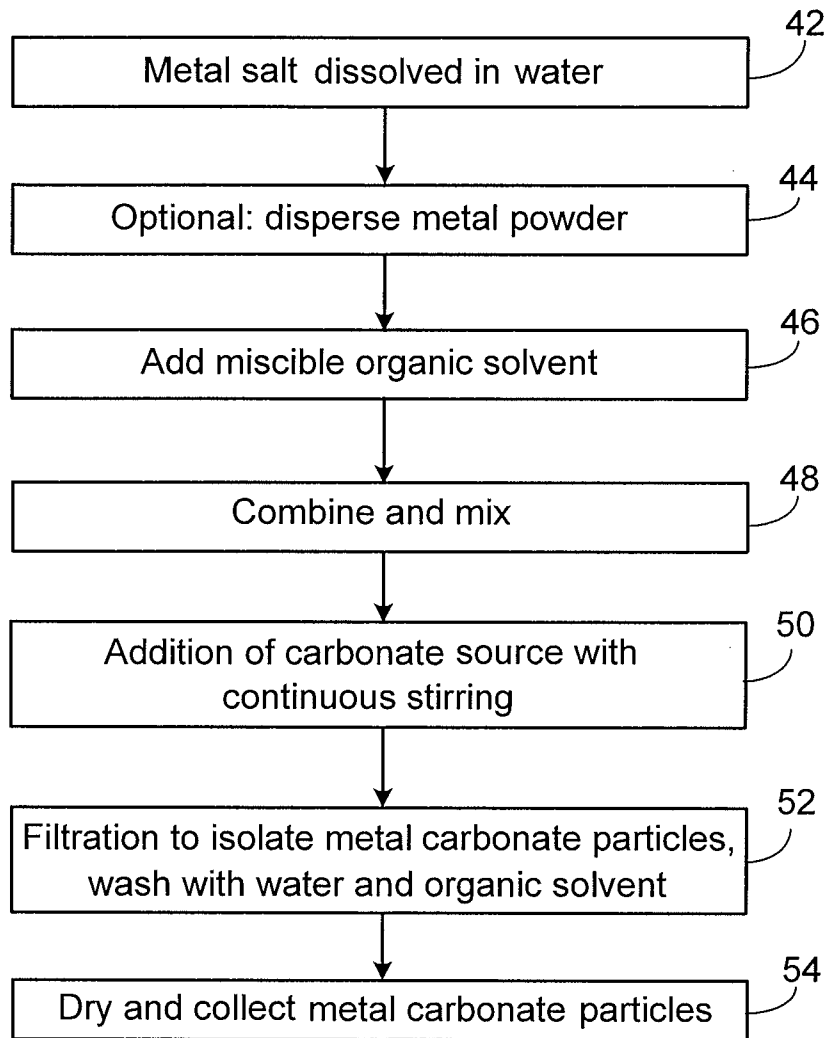 42
Metal salt dissolved in water
44
Optional: disperse metal powder
46
Add miscible organic solvent
48
Combine and mix
50
Addition of carbonate source with
continuous stirring
52
Filtration to isolate metal carbonate particles,
wash with water and organic solvent
54
Dry and collect metal carbonate particles